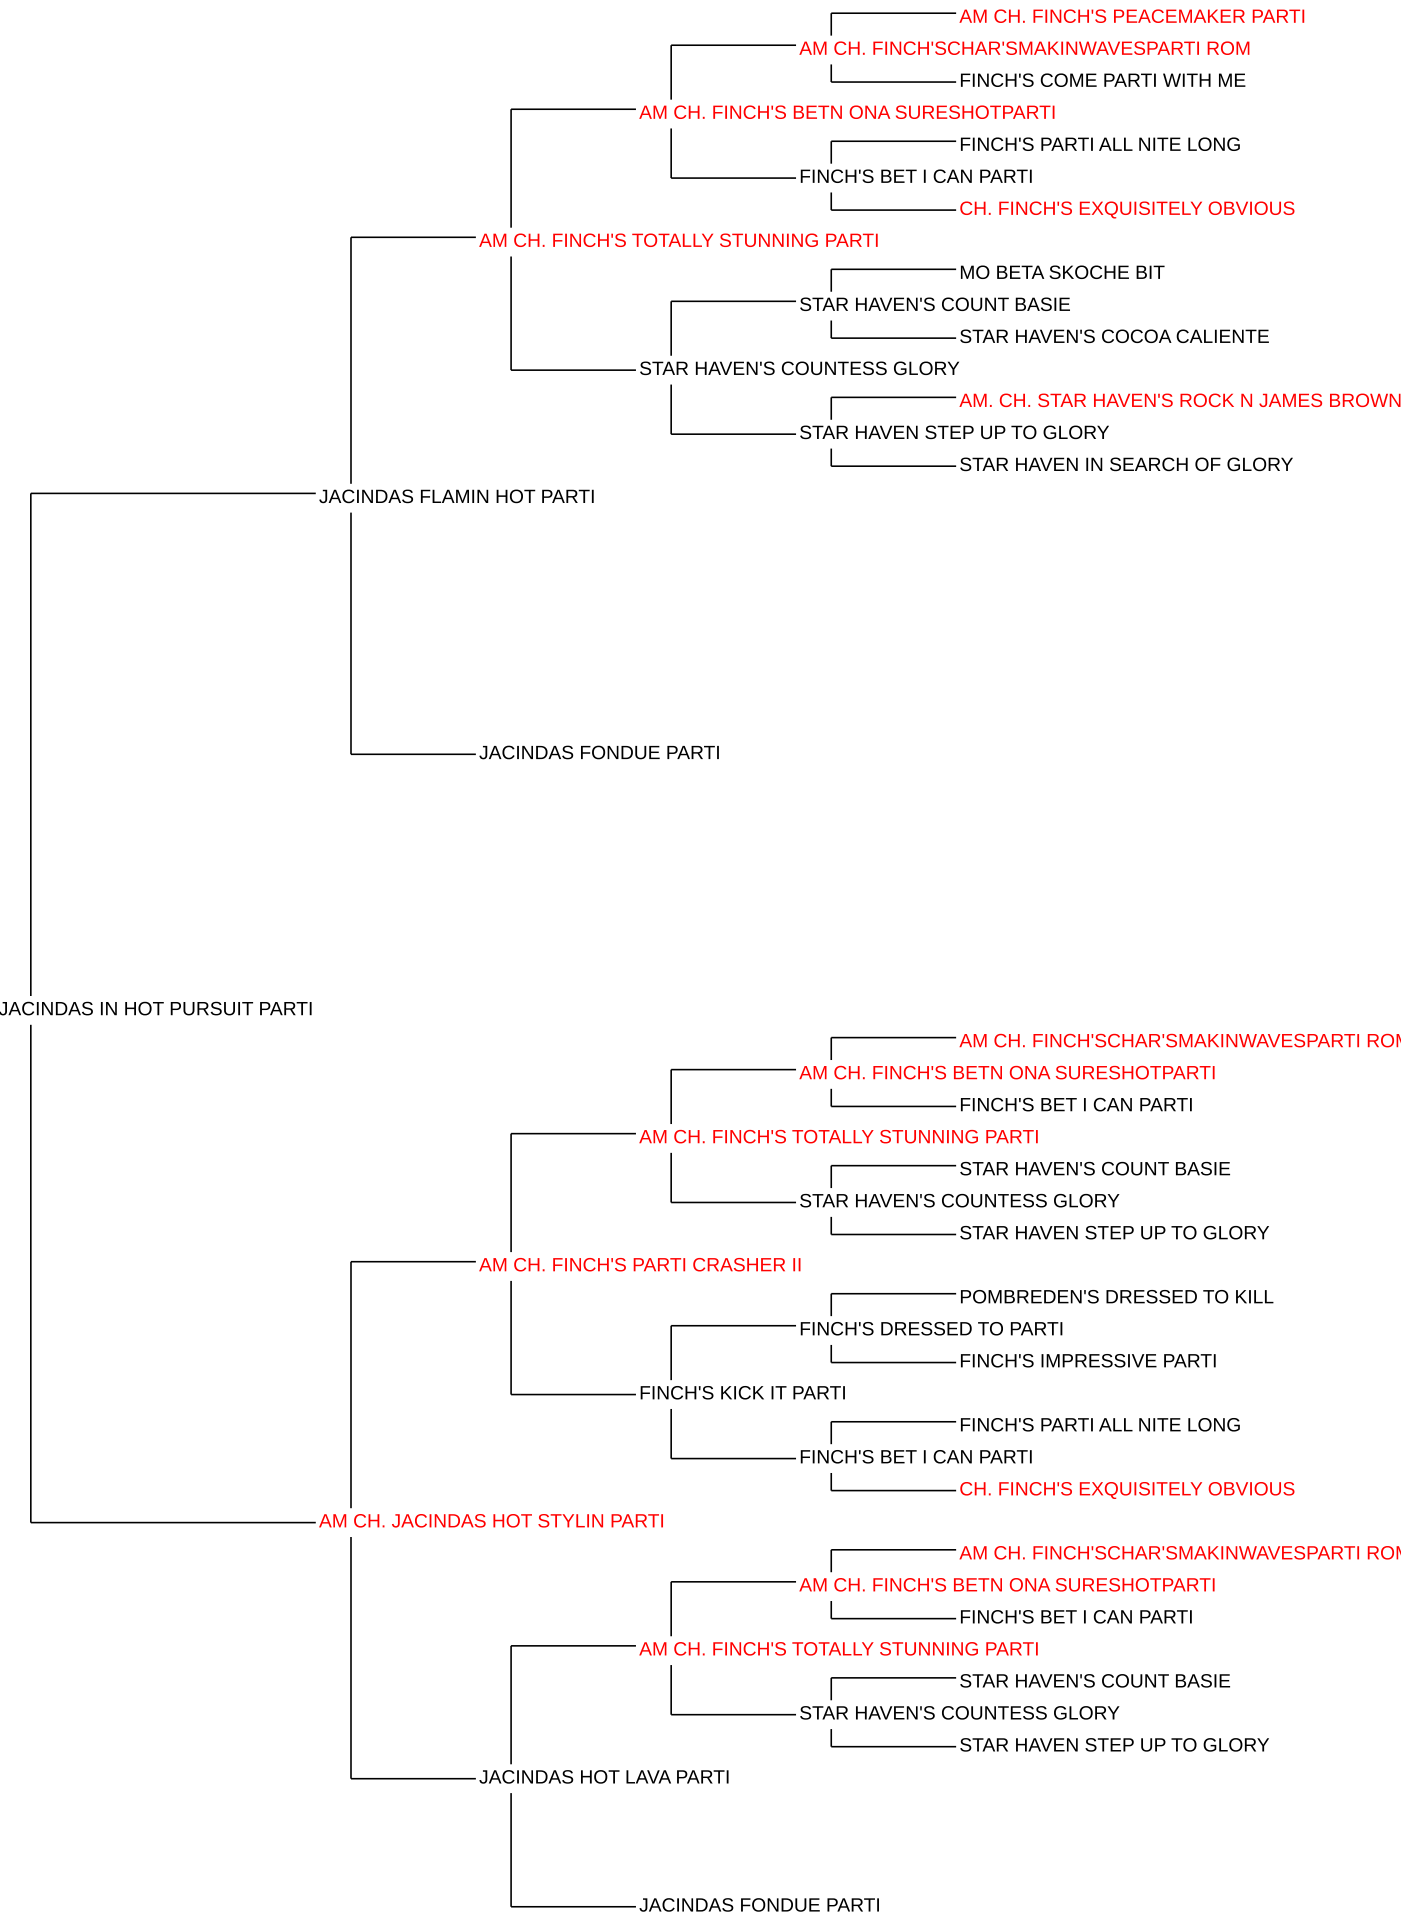 AM CH. FINCH'S PEACEMAKER PARTI
AM CH. FINCH'SCHAR'SMAKINWAVESPARTI ROM
FINCH'S COME PARTI WITH ME
AM CH. FINCH'S BETN ONA SURESHOTPARTI
FINCH'S PARTI ALL NITE LONG
FINCH'S BET I CAN PARTI
CH. FINCH'S EXQUISITELY OBVIOUS
AM CH. FINCH'S TOTALLY STUNNING PARTI
MO BETA SKOCHE BIT
STAR HAVEN'S COUNT BASIE
STAR HAVEN'S COCOA CALIENTE
STAR HAVEN'S COUNTESS GLORY
AM. CH. STAR HAVEN'S ROCK N JAMES BROWN
STAR HAVEN STEP UP TO GLORY
STAR HAVEN IN SEARCH OF GLORY
JACINDAS FLAMIN HOT PARTI
JACINDAS FONDUE PARTI
JACINDAS IN HOT PURSUIT PARTI
AM CH. FINCH'SCHAR'SMAKINWAVESPARTI ROM
AM CH. FINCH'S BETN ONA SURESHOTPARTI
FINCH'S BET I CAN PARTI
AM CH. FINCH'S TOTALLY STUNNING PARTI
STAR HAVEN'S COUNT BASIE
STAR HAVEN'S COUNTESS GLORY
STAR HAVEN STEP UP TO GLORY
AM CH. FINCH'S PARTI CRASHER II
POMBREDEN'S DRESSED TO KILL
FINCH'S DRESSED TO PARTI
FINCH'S IMPRESSIVE PARTI
FINCH'S KICK IT PARTI
FINCH'S PARTI ALL NITE LONG
FINCH'S BET I CAN PARTI
CH. FINCH'S EXQUISITELY OBVIOUS
AM CH. JACINDAS HOT STYLIN PARTI
AM CH. FINCH'SCHAR'SMAKINWAVESPARTI ROM
AM CH. FINCH'S BETN ONA SURESHOTPARTI
FINCH'S BET I CAN PARTI
AM CH. FINCH'S TOTALLY STUNNING PARTI
STAR HAVEN'S COUNT BASIE
STAR HAVEN'S COUNTESS GLORY
STAR HAVEN STEP UP TO GLORY
JACINDAS HOT LAVA PARTI
JACINDAS FONDUE PARTI